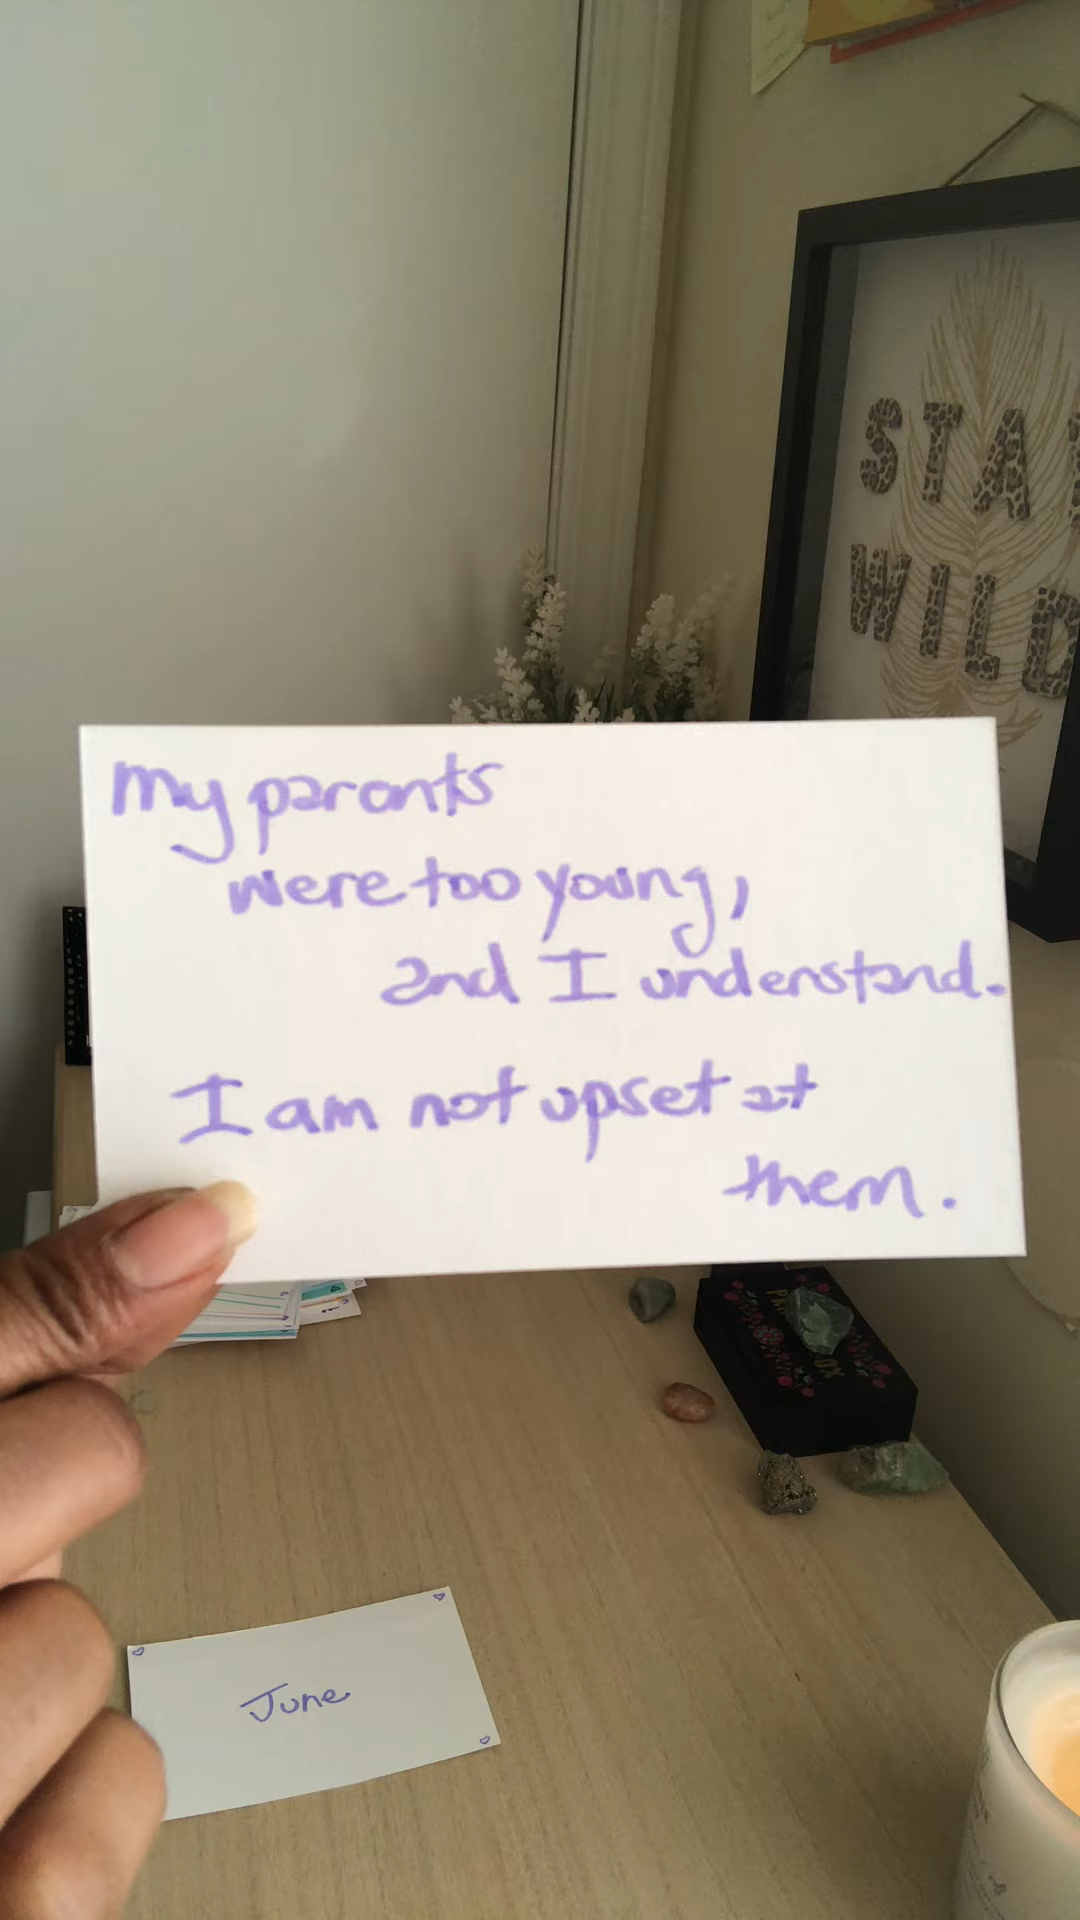 STAY
WILD
my parents
were too young,
and I understand.
I am not upset at
them.
June